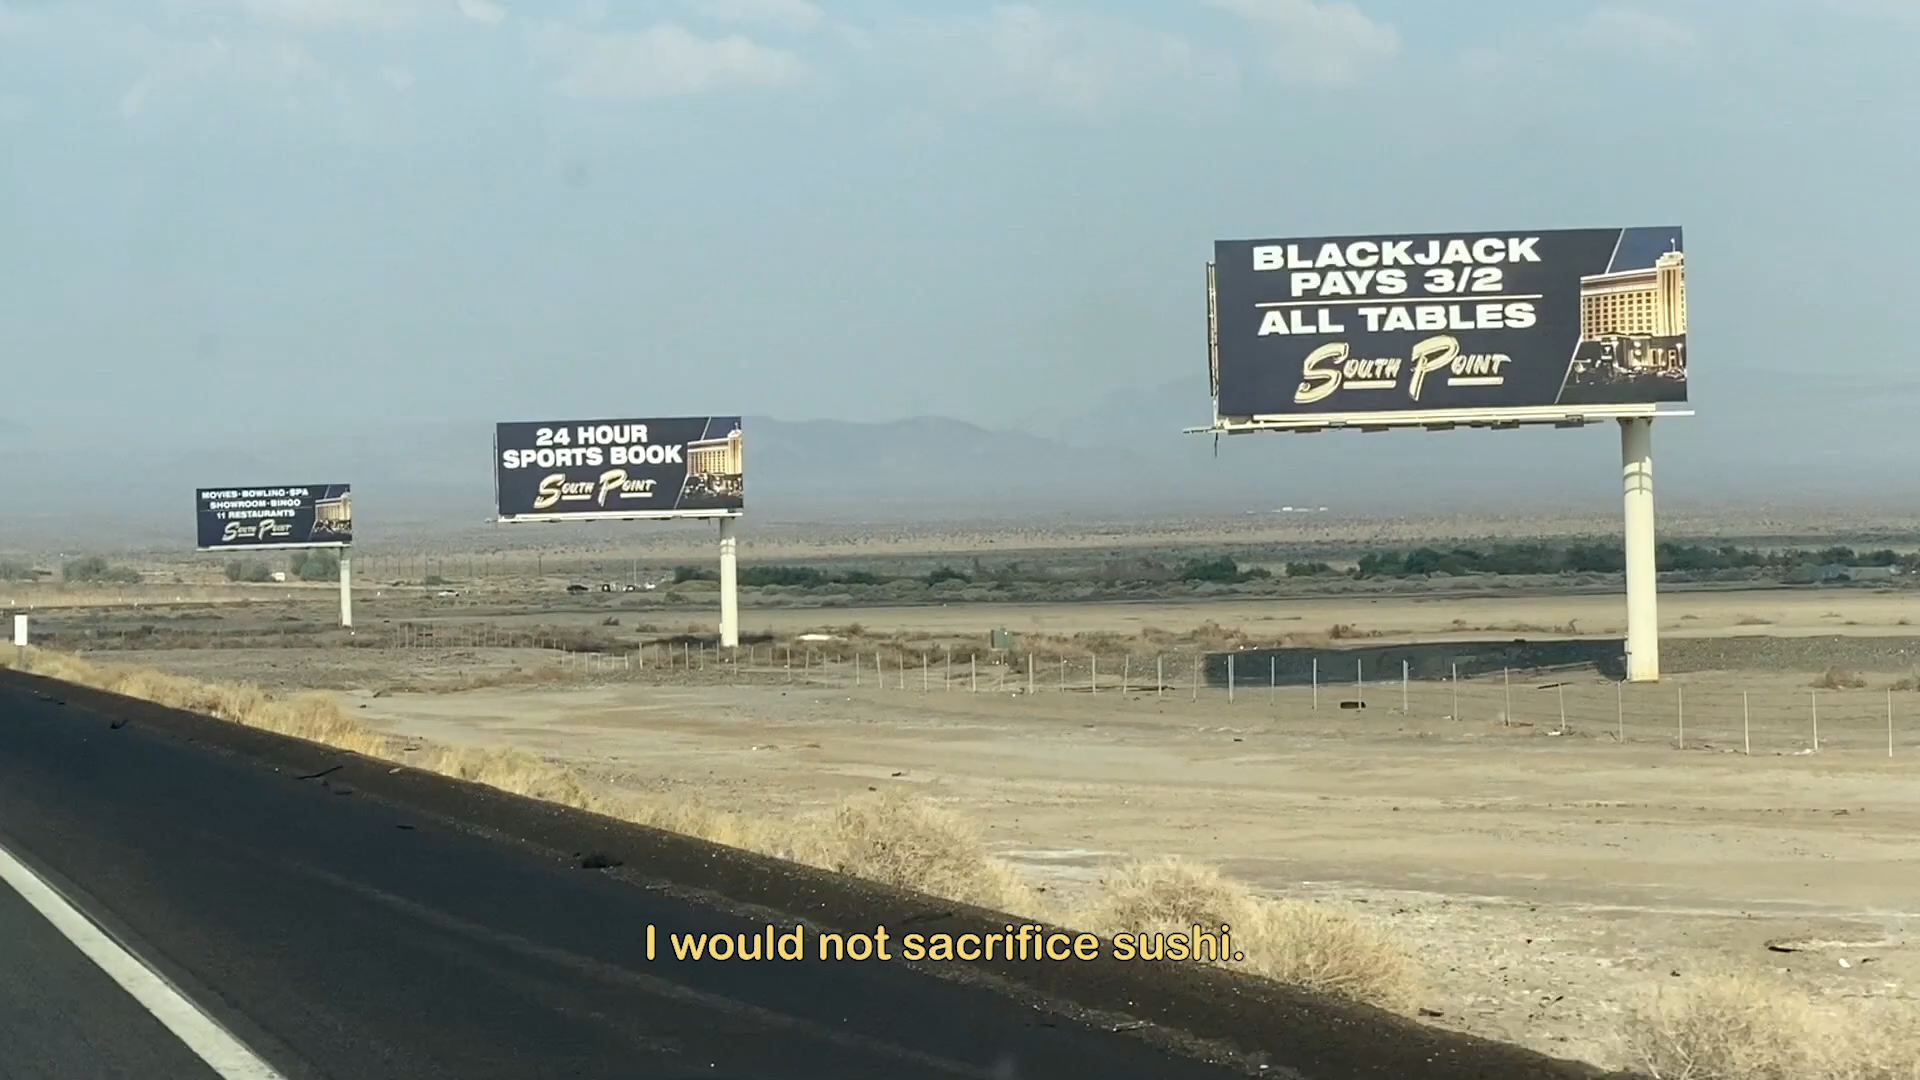 MOVIES·BOWLING·SPA
SHOWROOM·BINGO
11 RESTAURANTS
SOUTH POINT
24 HOUR
SPORTS BOOK
SOUTH POINT
BLACKJACK
PAYS 3/2
ALL TABLES
SOUTH POINT
I would not sacrifice sushi.